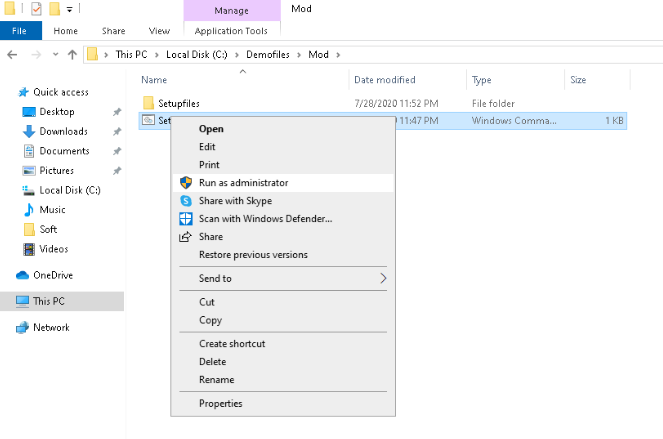 Manage Mod
File Home Share View Application Tools
This PC Local Disk (C:) Demofiles Mod
Name Date modified Type Size
Quick access
Desktop
Downloads
Documents
Pictures
Local Disk (C:)
Music
Soft
Videos
OneDrive
This PC
Network
Setupfiles 7/28/2020 11:52 PM File folder
11:47 PM Windows Comma... 1 KB
Open
Edit
Print
Run as administrator
Share with Skype
Scan with Windows Defender...
Share
Restore previous versions
Send to
Cut
Copy
Create shortcut
Delete
Rename
Properties